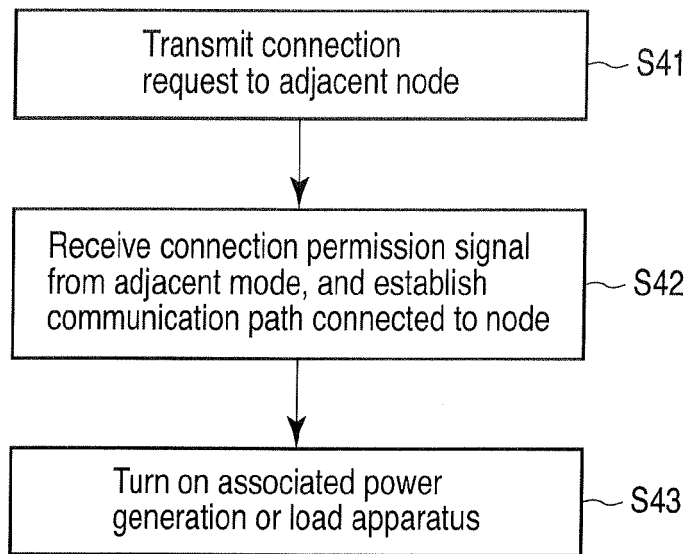 Transmit connection
request to adjacent node
S41
Receive connection permission signal
from adjacent mode, and establish
communication path connected to node
S42
Turn on associated power
generation or load apparatus
S43